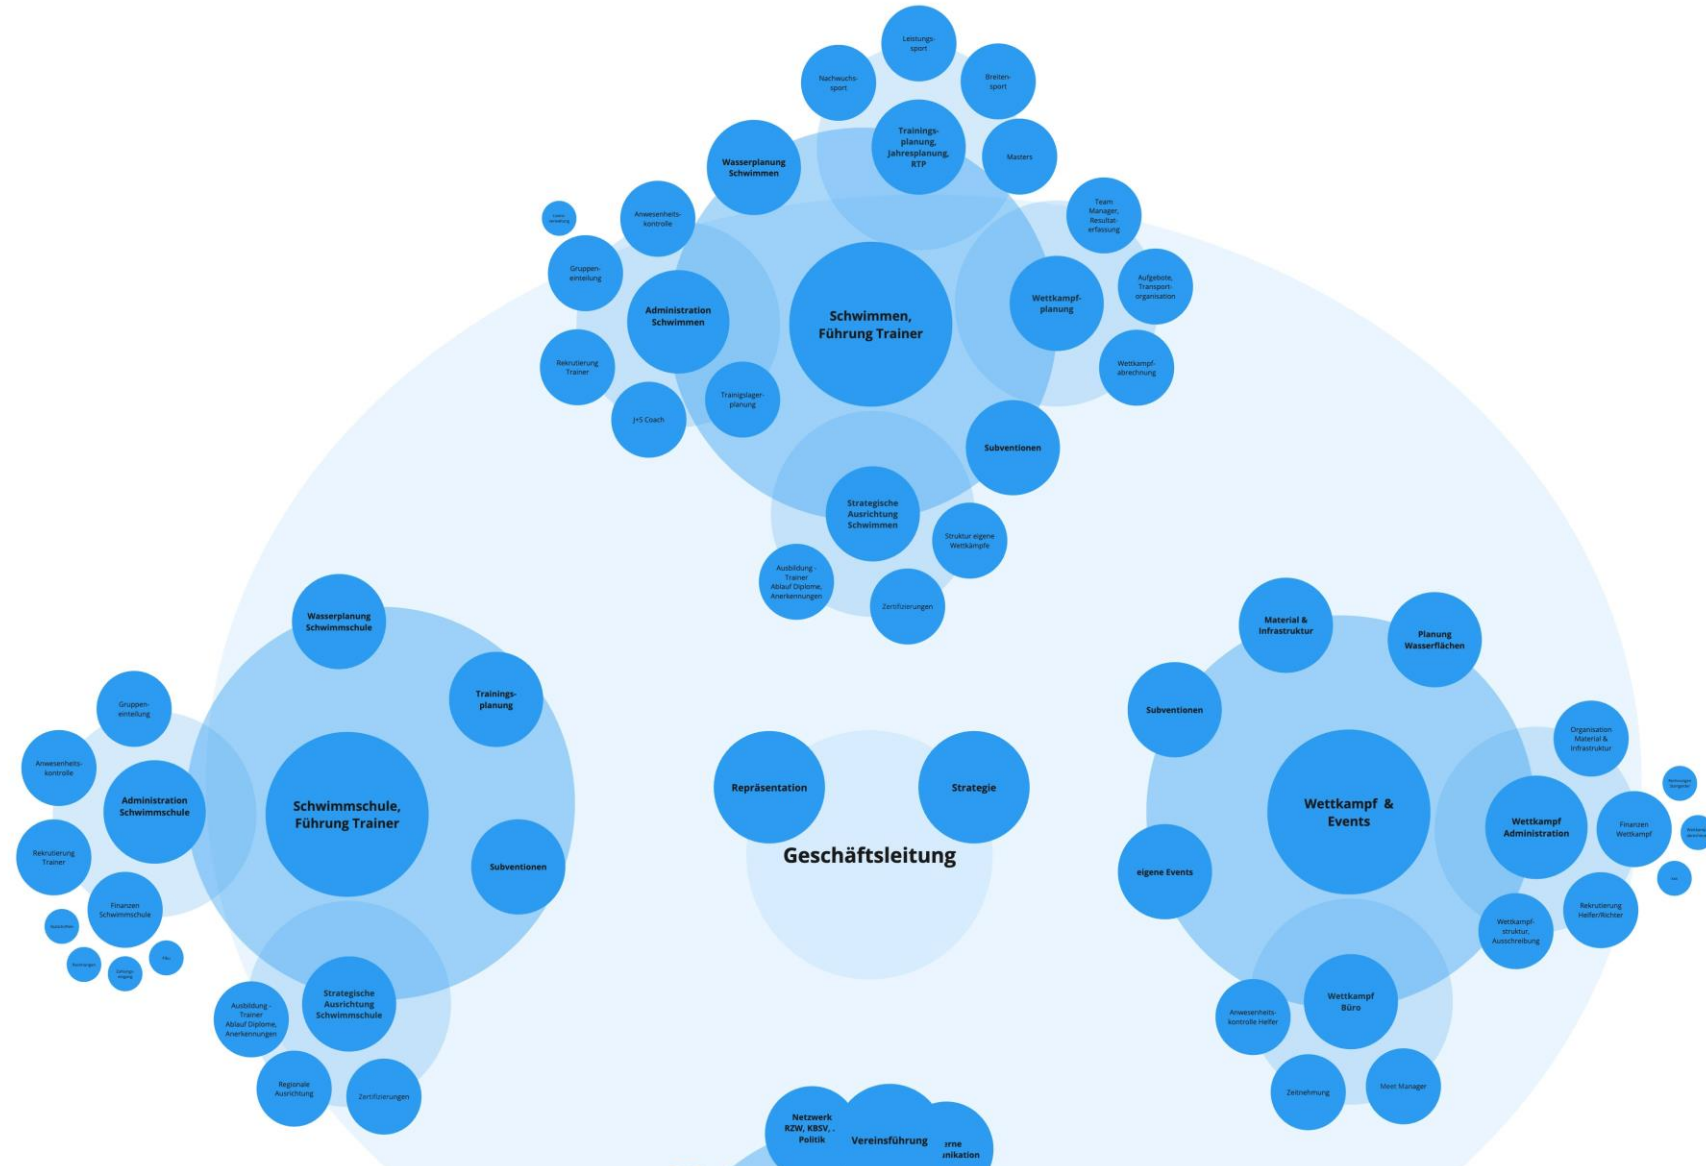 Leistungs-
sport
Nachwuchs-
sport
Breiten-
sport
Trainings-
planung,
Jahresplanung,
RTP
Masters
Wasserplanung
Schwimmen
Anwesenheits-
kontrolle
Team
Manager,
Resultat-
erfassung
Gruppen-
einteilung
Aufgebote,
Transport-
organisation
Administration
Schwimmen
Schwimmen,
Führung Trainer
Wettkampf-
planung
Rekrutierung
Trainer
Wettkampf-
abrechnung
Trainigslager-
planung
J+S Coach
Subventionen
Strategische
Ausrichtung
Schwimmen
Struktur eigene
Wettkämpfe
Ausbildung -
Trainer
Ablauf Diplome,
Anerkennungen
Zertifizierungen
Wasserplanung
Schwimmschule
Trainings-
planung
Gruppen-
einteilung
Anwesenheits-
kontrolle
Administration
Schwimmschule
Schwimmschule,
Führung Trainer
Rekrutierung
Trainer
Subventionen
Finanzen
Schwimmschule
Strategische
Ausrichtung
Schwimmschule
Ausbildung -
Trainer
Ablauf Diplome,
Anerkennungen
Regionale
Ausrichtung
Zertifizierungen
Repräsentation
Strategie
Geschäftsleitung
Material &
Infrastruktur
Planung
Wasserflächen
Subventionen
Organisation
Material &
Infrastruktur
Wettkampf &
Events
Wettkampf
Administration
Finanzen
Wettkampf
eigene Events
Rekrutierung
Helfer/Richter
Wettkampf-
struktur,
Ausschreibung
Wettkampf
Büro
Anwesenheits-
kontrolle Helfer
Zeitnehmung
Meet Manager
Netzwerk
RZW, KBSV, .
Politik
Vereinsführung
erne
unikation